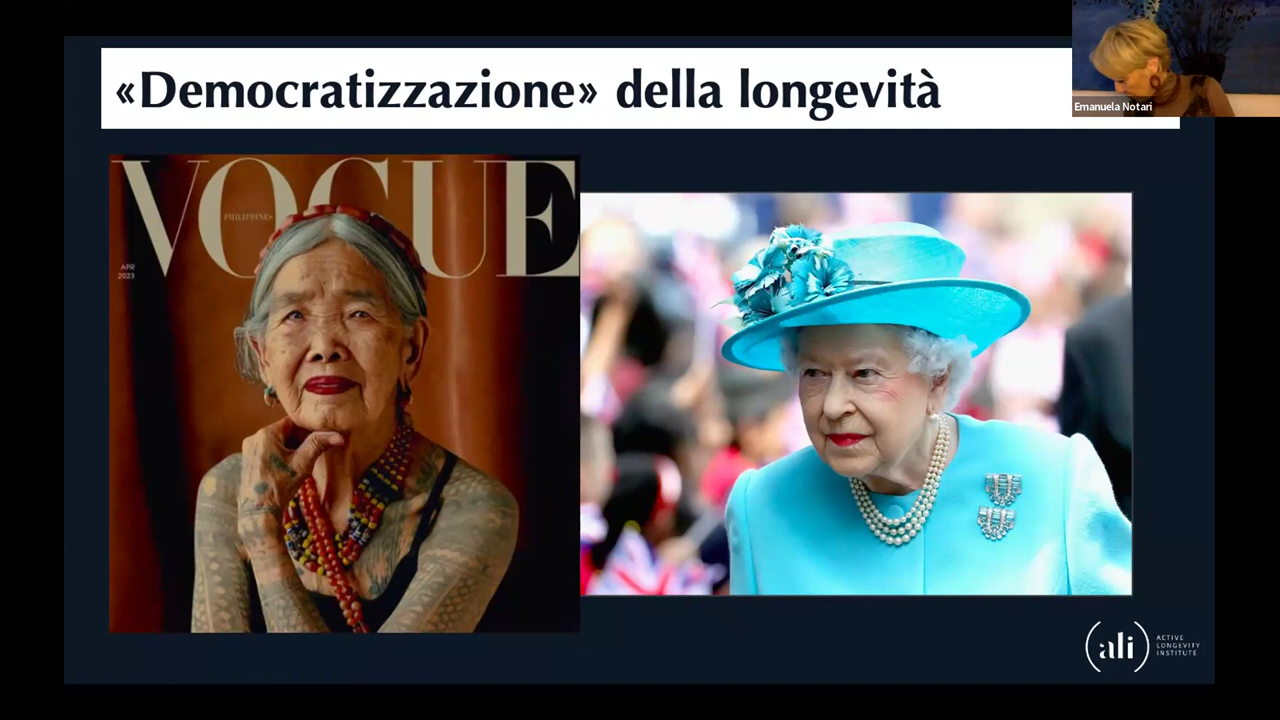 «Democratizzazione» della longevità
Emanuela Notari
VOGUE
PHILIPPINES
APR
2023
ali
ACTIVE
LONGEVITY
INSTITUTE